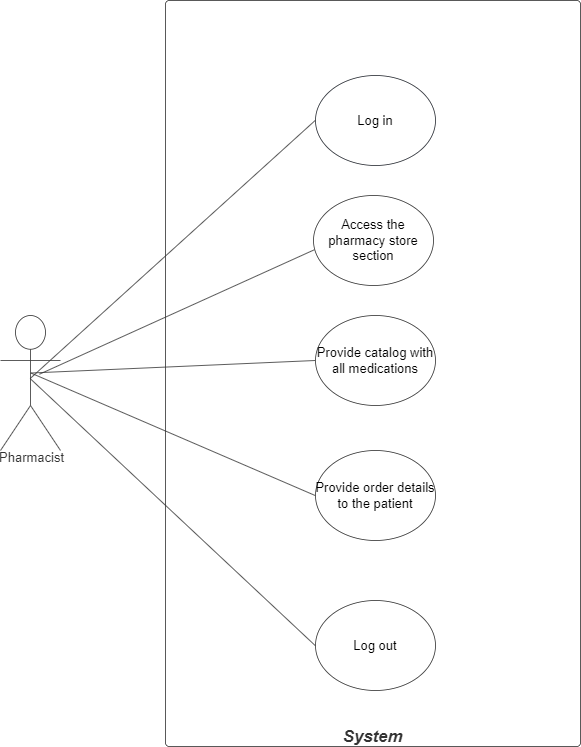 Log in
Access the
pharmacy store
section
Provide catalog with
all medications
Pharmacist
Provide order details
to the patient
Log out
System